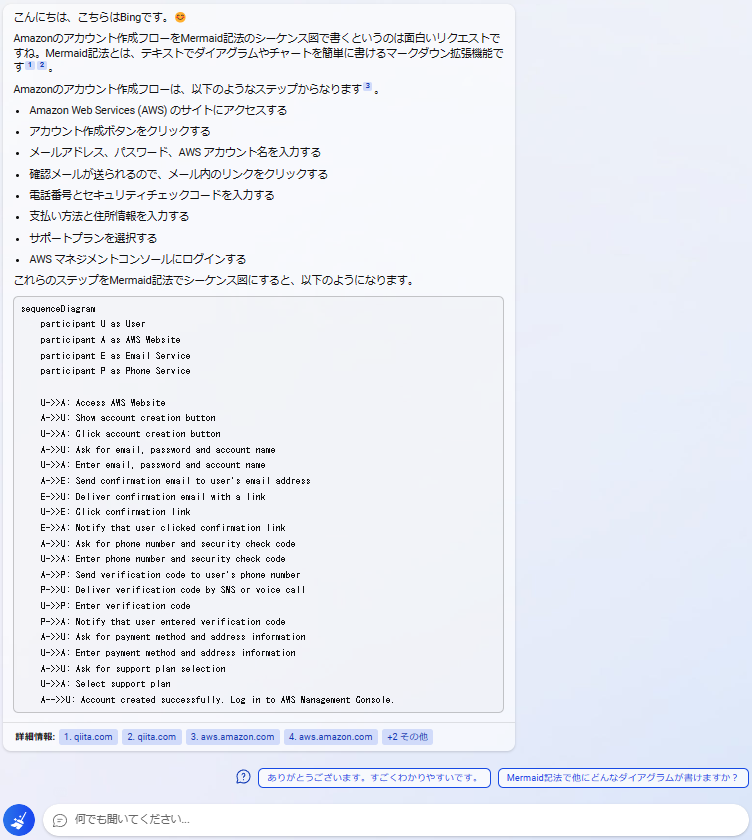 こんにちは、こちらはBingです。😊
Amazonのアカウント作成フローをMermaid記法のシーケンス図で書くというのは面白いリクエストで
すね。Mermaid記法とは、テキストでダイアグラムやチャートを簡単に書けるマークダウン拡張機能で
す 1 2 。
Amazonのアカウント作成フローは、以下のようなステップからなります 3 。
• Amazon Web Services (AWS) のサイトにアクセスする
• アカウント作成ボタンをクリックする
• メールアドレス、パスワード、AWS アカウント名を入力する
• 確認メールが送られるので、メール内のリンクをクリックする
• 電話番号とセキュリティチェックコードを入力する
• 支払い方法と住所情報を入力する
• サポートプランを選択する
• AWS マネジメントコンソールにログインする
これらのステップをMermaid記法でシーケンス図にすると、以下のようになります。
sequenceDiagram
participant U as User
participant A as AWS Website
participant E as Email Service
participant P as Phone Service
U->>A: Access AWS Website
A->>U: Show account creation button
U->>A: Click account creation button
A->>U: Ask for email, password and account name
U->>A: Enter email, password and account name
A->>E: Send confirmation email to user's email address
E->>U: Deliver confirmation email with a link
U->>E: Click confirmation link
E->>A: Notify that user clicked confirmation link
A->>U: Ask for phone number and security check code
U->>A: Enter phone number and security check code
A->>P: Send verification code to user's phone number
P->>U: Deliver verification code by SMS or voice call
U->>P: Enter verification code
P->>A: Notify that user entered verification code
A->>U: Ask for payment method and address information
U->>A: Enter payment method and address information
A->>U: Ask for support plan selection
U->>A: Select support plan
A-->>U: Account created successfully. Log in to AWS Management Console.
詳細情報: 1. qiita.com 2. qiita.com 3. aws.amazon.com 4. aws.amazon.com +2 その他
ありがとうございます。すごくわかりやすいです。 Mermaid記法で他にどんなダイアグラムが書けますか？
何でも聞いてください...